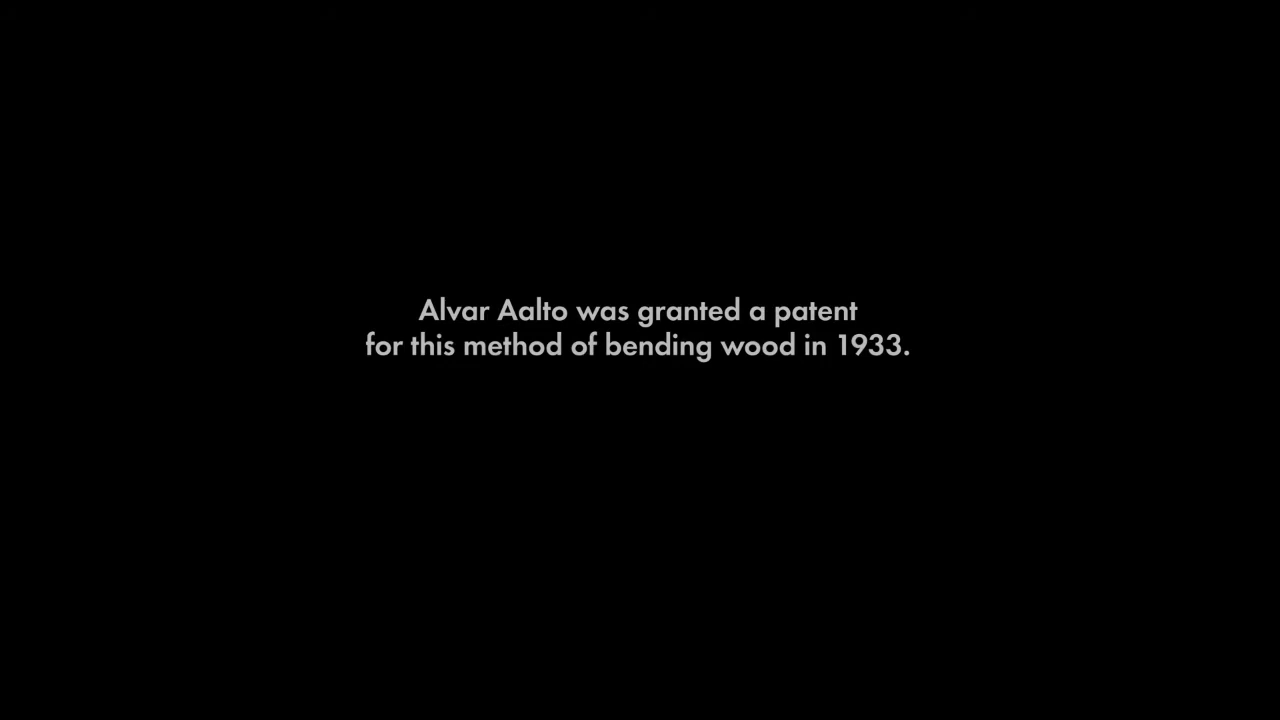 Alvar Aalto was granted a patent
for this method of bending wood in 1933.